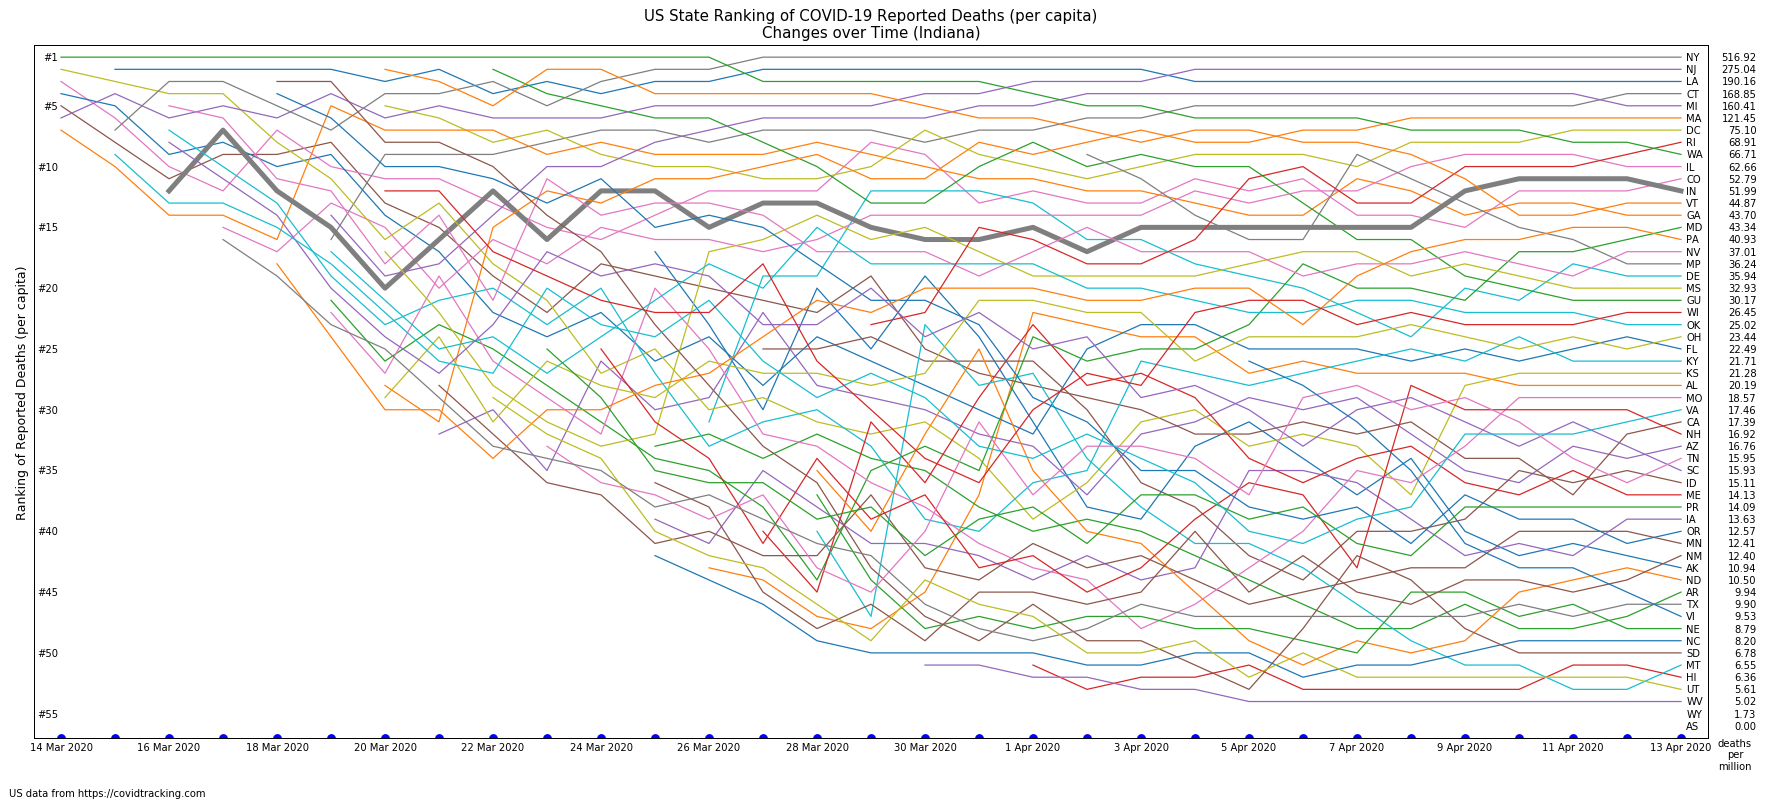 US State Ranking of COVID-19 Reported Deaths (per capita)
Changes over Time (Indiana)
Ranking of Reported Deaths (per capita)
#1
#5
#10
#15
#20
#25
#30
#35
#40
#45
#50
#55
NY 516.92
NJ 275.04
LA 190.16
CT 168.85
MI 160.41
MA 121.45
DC 75.10
RI 68.91
WA 66.71
IL 62.66
CO 52.79
IN 51.99
VT 44.87
GA 43.70
MD 43.34
PA 40.93
NV 37.01
MP 36.24
DE 35.94
MS 32.93
GU 30.17
WI 26.45
OK 25.02
OH 23.44
FL 22.49
KY 21.71
KS 21.28
AL 20.19
MO 18.57
VA 17.46
CA 17.39
NH 16.92
AZ 16.76
TN 15.95
SC 15.93
ID 15.11
ME 14.13
PR 14.09
IA 13.63
OR 12.57
MN 12.41
NM 12.40
AK 10.94
ND 10.50
AR 9.94
TX 9.90
VI 9.53
NE 8.79
NC 8.20
SD 6.78
MT 6.55
HI 6.36
UT 5.61
WV 5.02
WY 1.73
AS 0.00
14 Mar 2020 16 Mar 2020 18 Mar 2020 20 Mar 2020 22 Mar 2020 24 Mar 2020 26 Mar 2020 28 Mar 2020 30 Mar 2020 1 Apr 2020 3 Apr 2020 5 Apr 2020 7 Apr 2020 9 Apr 2020 11 Apr 2020 13 Apr 2020
deaths
per
million
US data from https://covidtracking.com